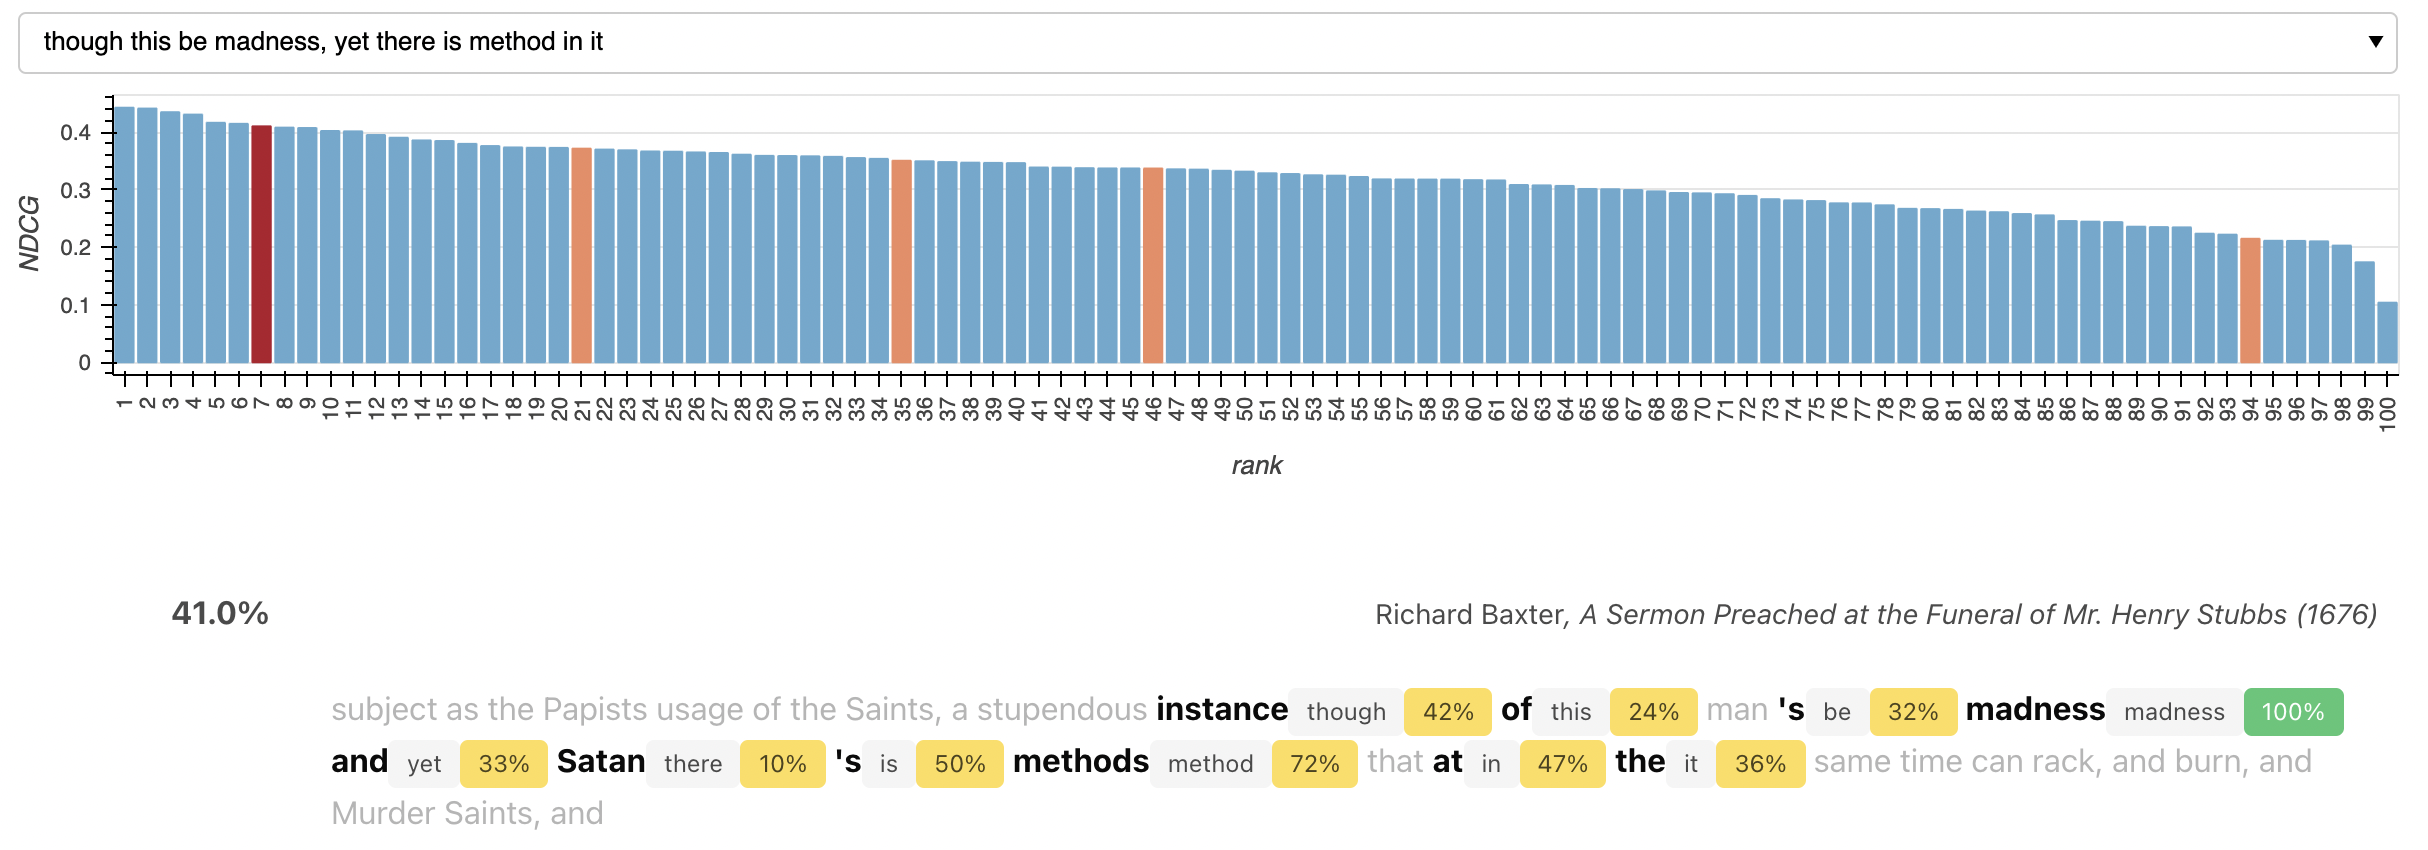 though this be madness, yet there is method in it ▼
NDCG
0.4
0.3
0.2
0.1
0
1 2 3 4 5 6 7 8 9 10 11 12 13 14 15 16 17 18 19 20 21 22 23 24 25 26 27 28 29 30 31 32 33 34 35 36 37 38 39 40 41 42 43 44 45 46 47 48 49 50 51 52 53 54 55 56 57 58 59 60 61 62 63 64 65 66 67 68 69 70 71 72 73 74 75 76 77 78 79 80 81 82 83 84 85 86 87 88 89 90 91 92 93 94 95 96 97 98 99 100
rank
41.0% Richard Baxter, A Sermon Preached at the Funeral of Mr. Henry Stubbs (1676)
subject as the Papists usage of the Saints, a stupendous instance though 42% of this 24% man 's be 32% madness madness 100%
and yet 33% Satan there 10% 's is 50% methods method 72% that at in 47% the it 36% same time can rack, and burn, and
Murder Saints, and